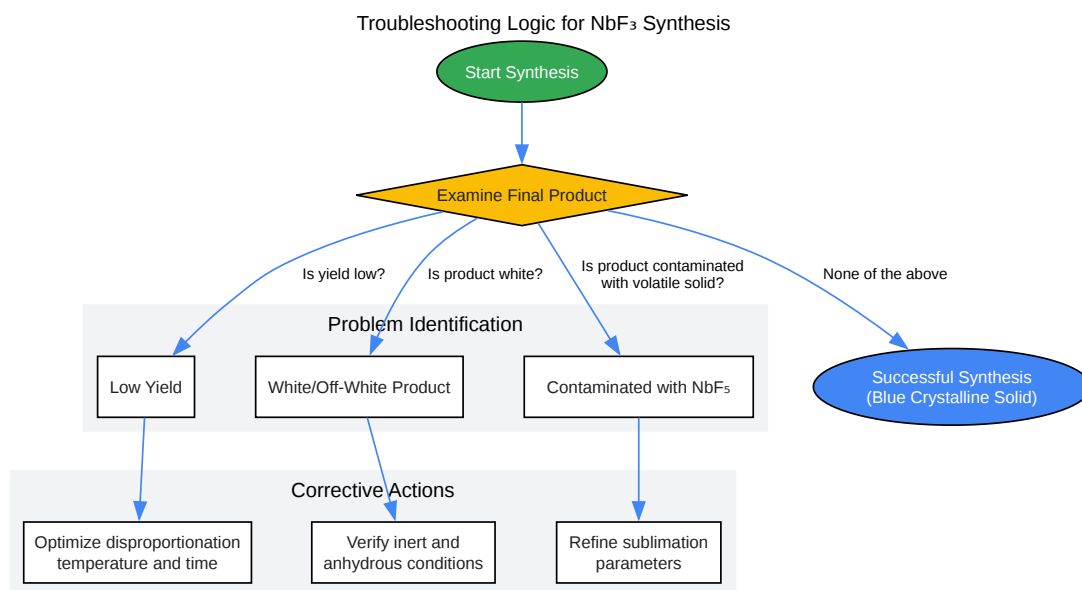 Troubleshooting Logic for NbF₃ Synthesis
Start Synthesis
Examine Final Product
Is yield low?
Is product white?
Is product contaminated
with volatile solid?
None of the above
Problem Identification
Low Yield
White/Off-White Product
Contaminated with NbF₅
Successful Synthesis
(Blue Crystalline Solid)
Corrective Actions
Optimize disproportionation
temperature and time
Verify inert and
anhydrous conditions
Refine sublimation
parameters